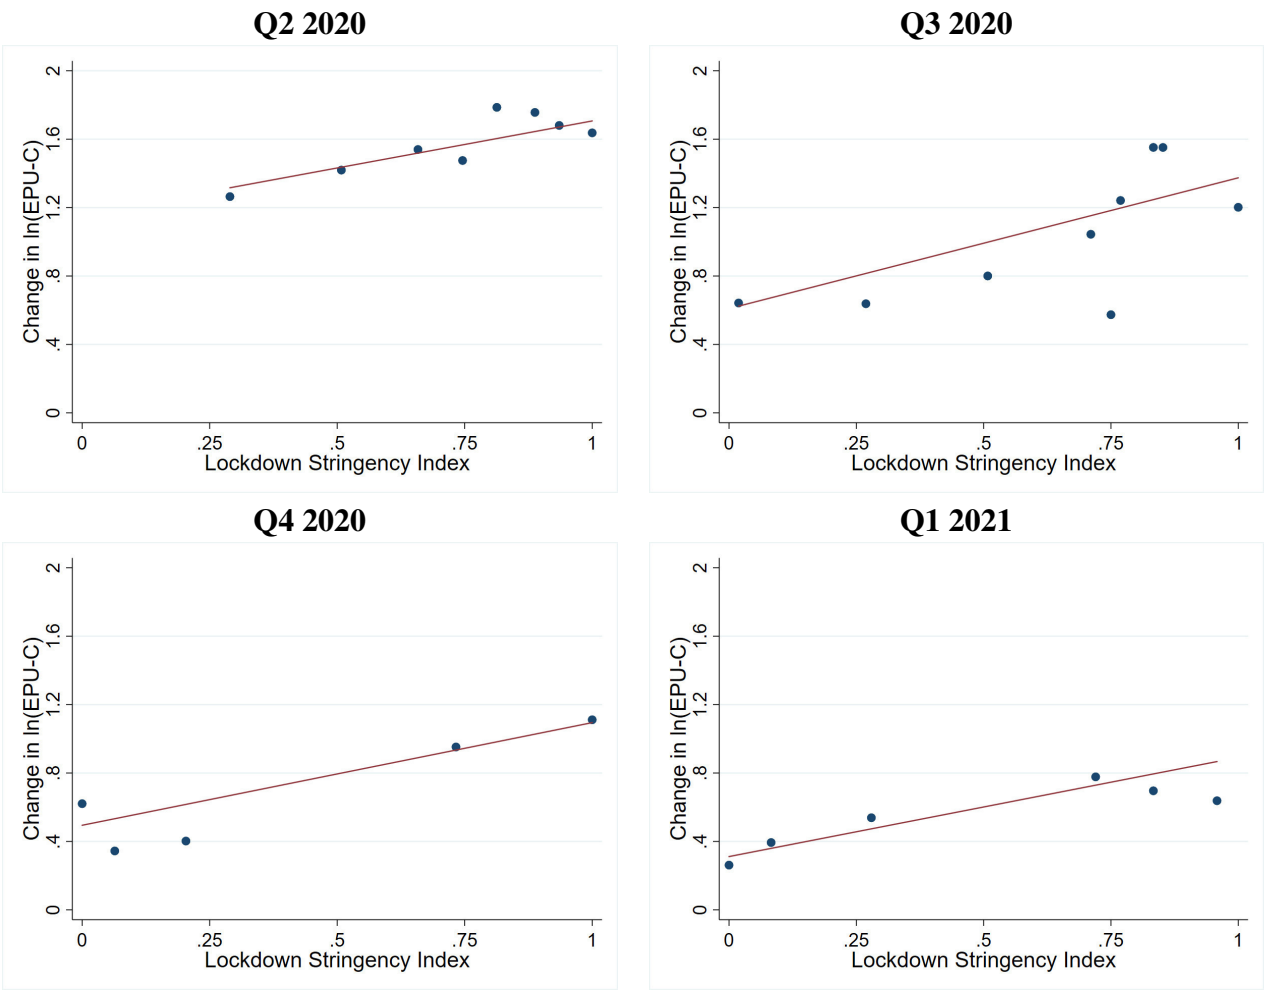 Q2 2020
Change in ln(EPU-C)
2
1.6
1.2
.8
.4
0
0 .25 .5 .75 1
Lockdown Stringency Index
Q3 2020
Change in ln(EPU-C)
2
1.6
1.2
.8
.4
0
0 .25 .5 .75 1
Lockdown Stringency Index
Q4 2020
Change in ln(EPU-C)
2
1.6
1.2
.8
.4
0
0 .25 .5 .75 1
Lockdown Stringency Index
Q1 2021
Change in ln(EPU-C)
2
1.6
1.2
.8
.4
0
0 .25 .5 .75 1
Lockdown Stringency Index